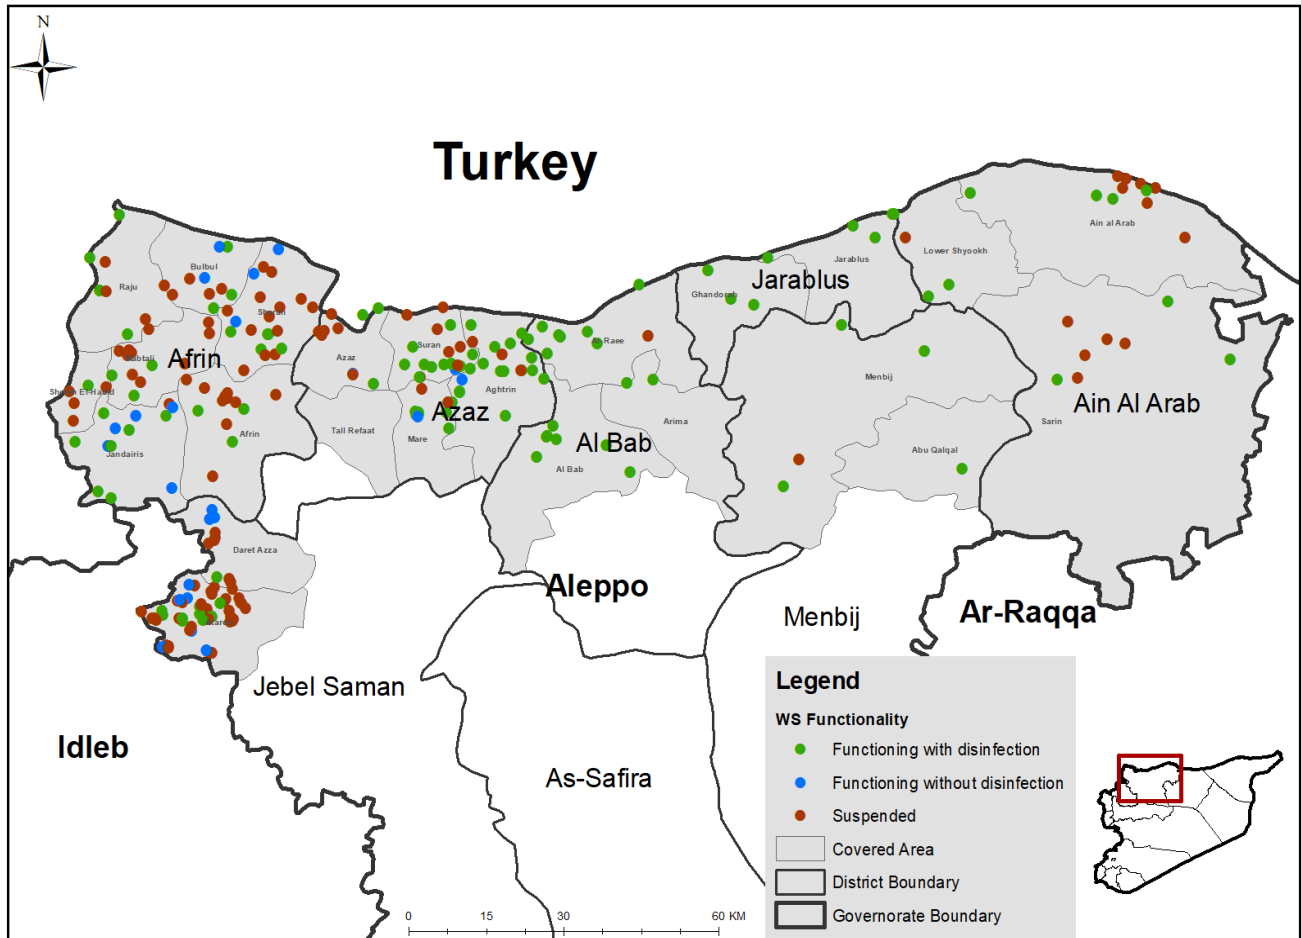 N
Turkey
Bulbul
Raju
Sharan
Afrin
Sheikh El-Hadid
Jandairis
Afrin
Azaz
Suran
Aghtrin
Azaz
Tall Refaat
Mare
Ar-Raee
Arima
Al Bab
Al Bab
Ghandorah
Jarablus
Jarablus
Lower Shyookh
Ain al Arab
Menbij
Abu Qalqal
Sarin
Ain Al Arab
Daret Azza
Aleppo
Menbij
Ar-Raqqa
Jebel Saman
Idleb
As-Safira
Legend
WS Functionality
Functioning with disinfection
Functioning without disinfection
Suspended
Covered Area
District Boundary
Governorate Boundary
0 15 30 60 KM